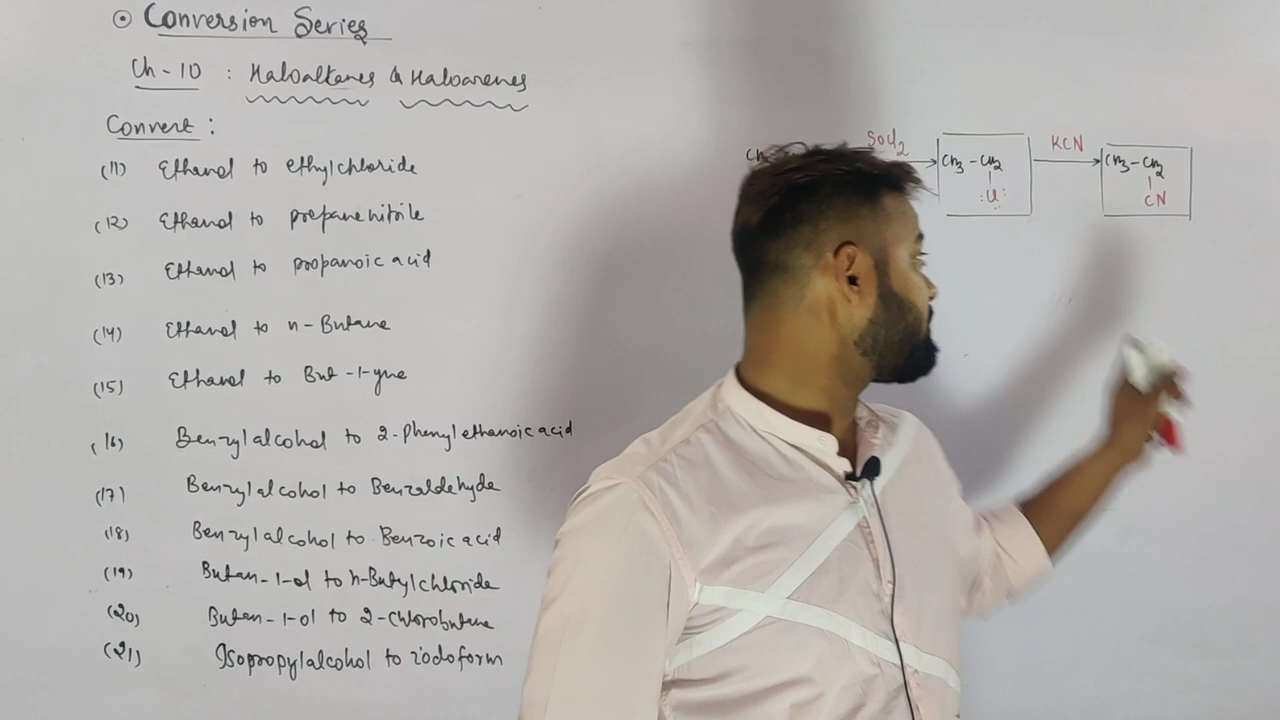 ⊙ Conversion Series
Ch-10 : Haloalkanes & Haloarenes
Convert :
(11) Ethanol to ethylchloride
(12) Ethanol to propanenitrile
(13) Ethanol to propanoic acid
(14) Ethanol to n-Butane
(15) Ethanol to But-1-yne
(16) Benzylalcohol to 2-Phenylethanoic acid
(17) Benzylalcohol to Benzaldehyde
(18) Benzylalcohol to Benzoic acid
(19) Butan-1-ol to n-Butylchloride
(20) Butan-1-ol to 2-Chlorobutane
(21) Isopropylalcohol to iodoform
SOCl2 KCN
CH3-CH2 CH3-CH2
:Cl: CN